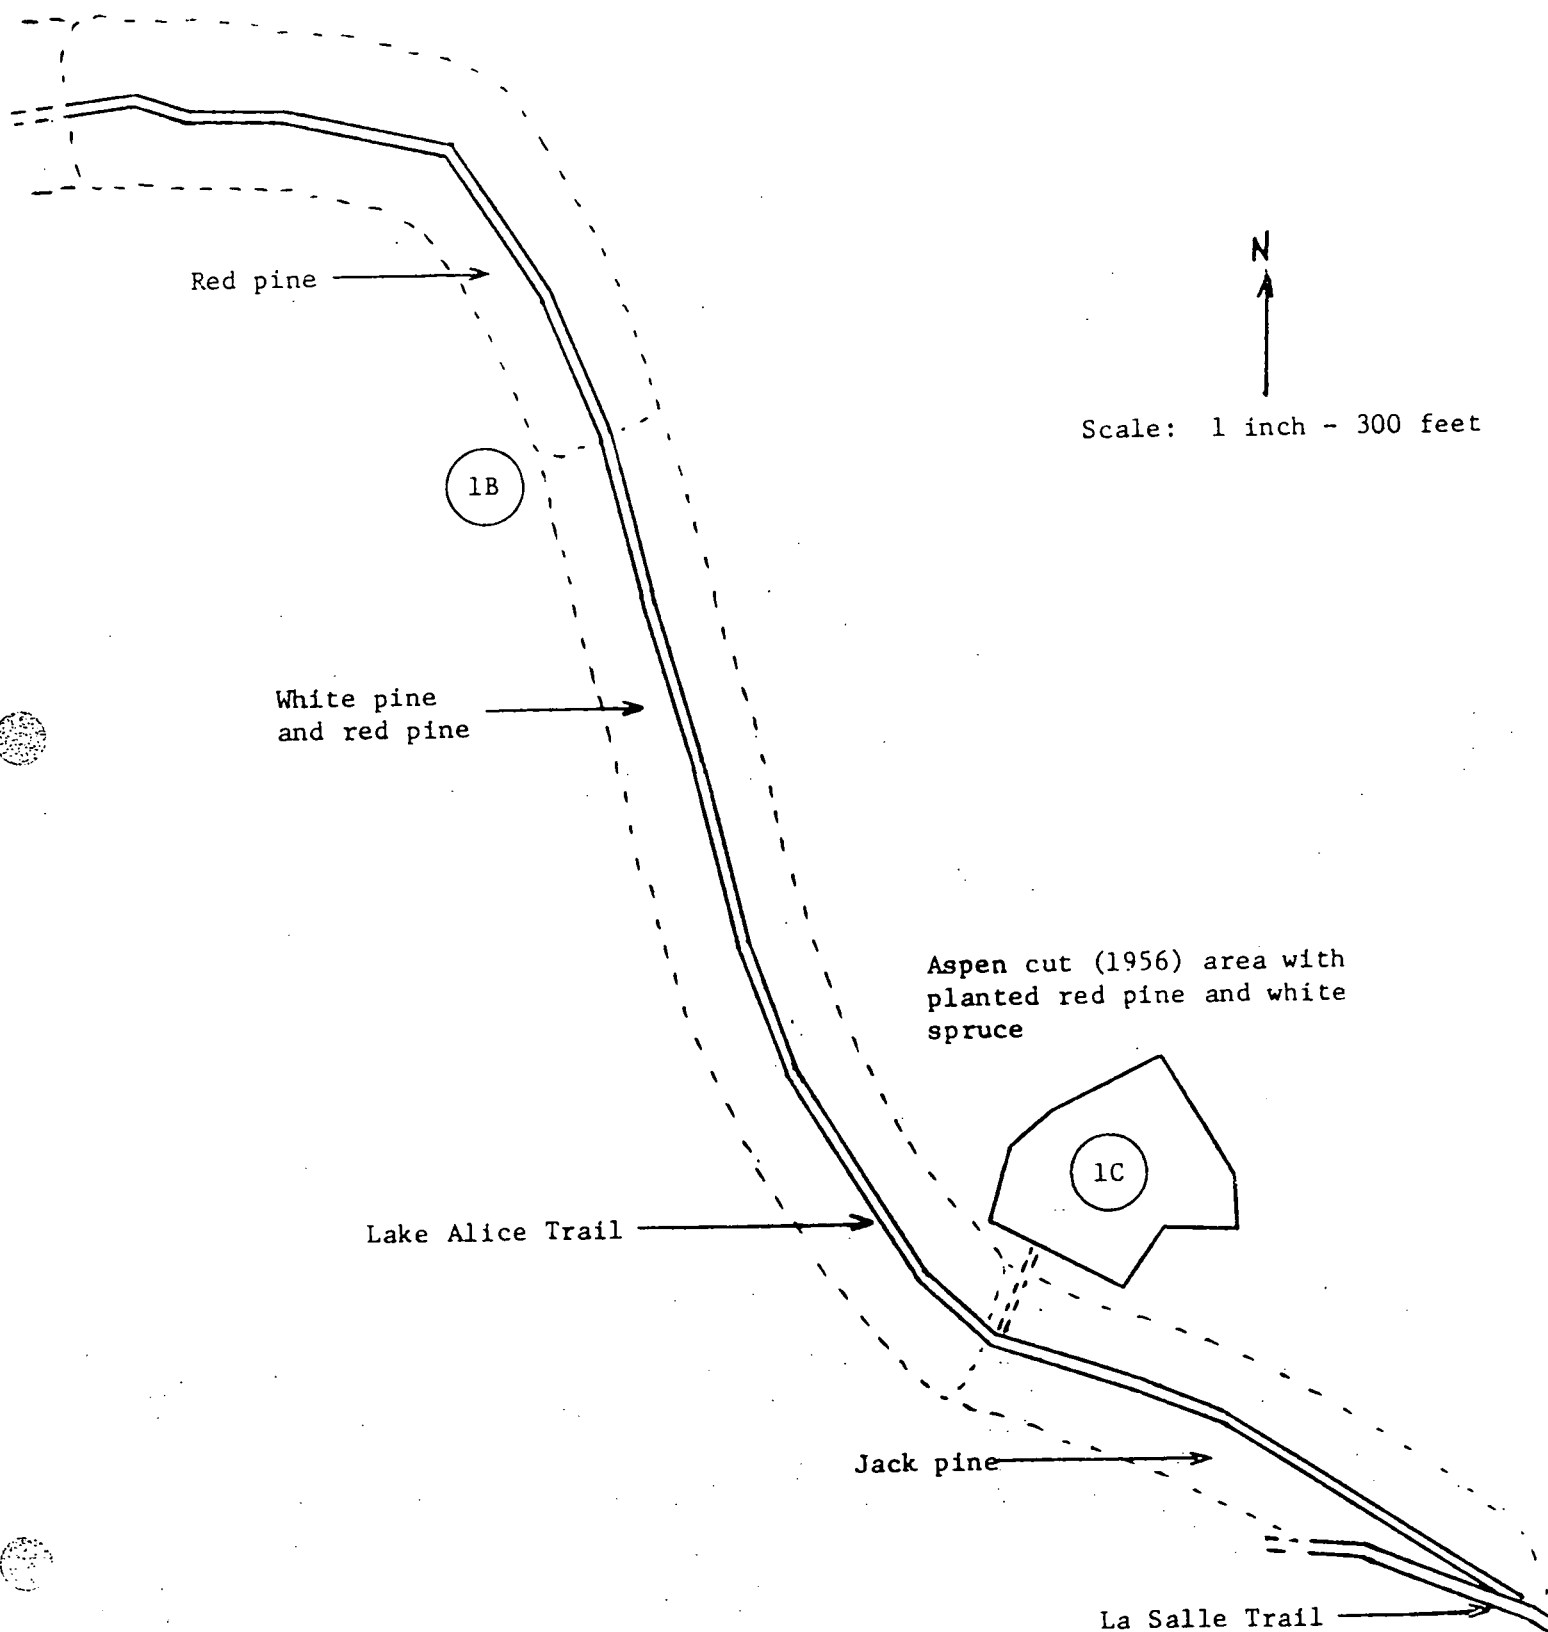 N
Red pine
Scale: 1 inch - 300 feet
1B
White pine
and red pine
Aspen cut (1956) area with
planted red pine and white
spruce
1C
Lake Alice Trail
Jack pine
La Salle Trail